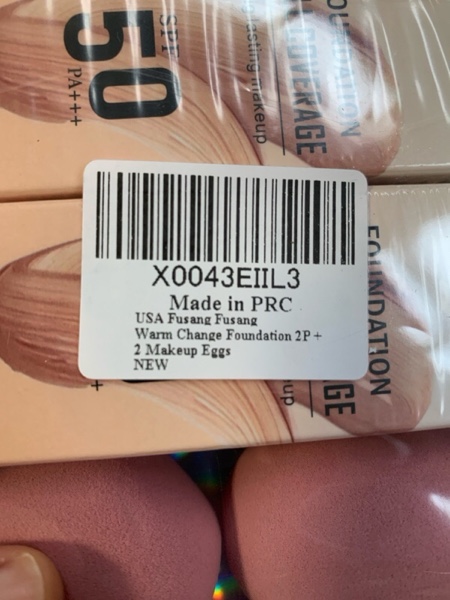 SPF
50
PA+++
FOUNDATION
COVERAGE
makeup
X0043EIIL3
Made in PRC
USA Fusang Fusang
Warm Change Foundation 2P +
2 Makeup Eggs
NEW
FOUNDATION